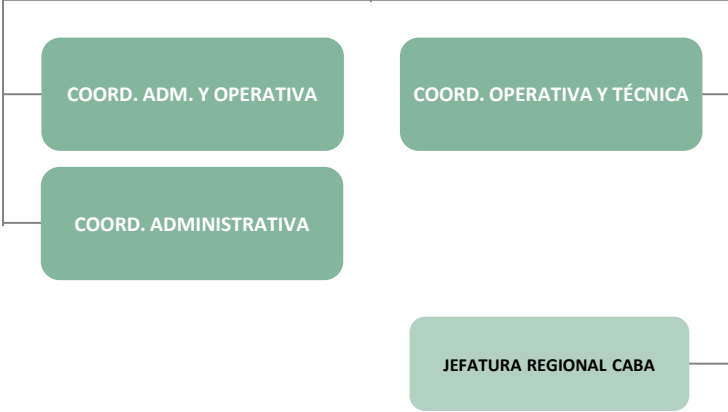 COORD. ADM. Y OPERATIVA
COORD. OPERATIVA Y TÉCNICA
COORD. ADMINISTRATIVA
JEFATURA REGIONAL CABA